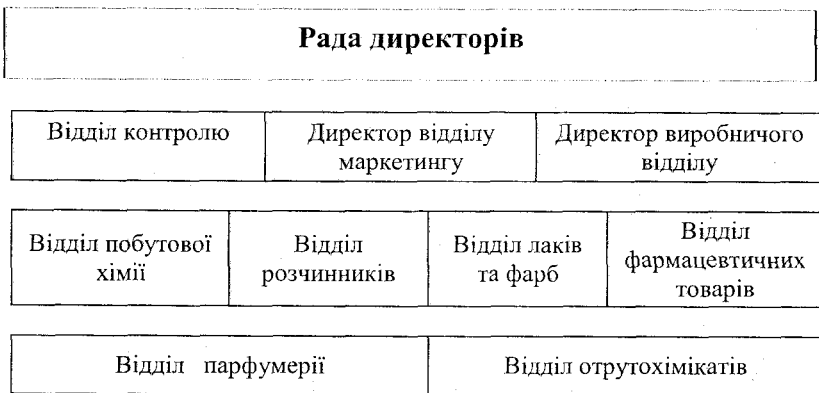 Рада директорів
Відділ контролю
Директор відділу
маркетингу
Директор виробничого
відділу
Відділ побутової
хімії
Відділ
розчинників
Відділ лаків
та фарб
Відділ
фармацевтичних
товарів
Відділ парфумерії
Відділ отрутохімікатів